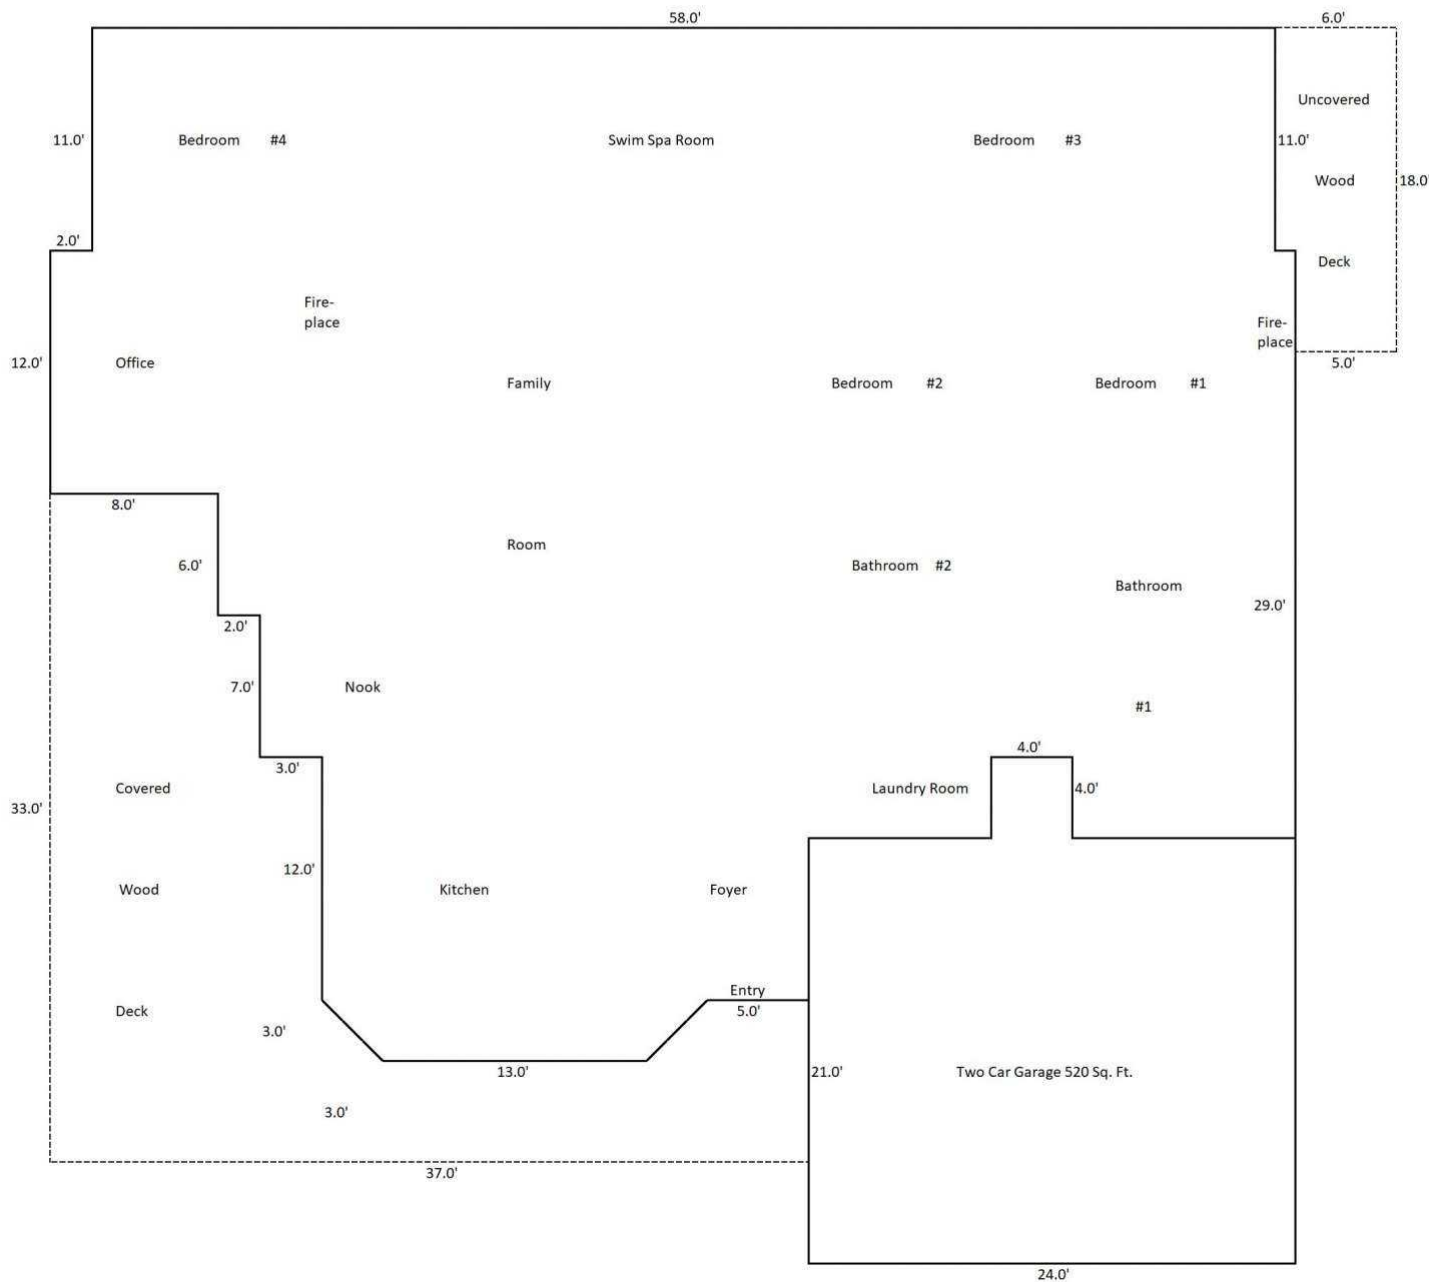 58.0'
6.0'
Uncovered
11.0'
Bedroom #4
Swim Spa Room
Bedroom #3
11.0'
Wood
18.0'
2.0'
Deck
Fire-
place
Fire-
place
12.0'
Office
5.0'
Family
Bedroom #2
Bedroom #1
8.0'
Room
6.0'
Bathroom #2
Bathroom
29.0'
2.0'
7.0'
Nook
#1
4.0'
3.0'
Covered
Laundry Room
4.0'
33.0'
12.0'
Wood
Kitchen
Foyer
Entry
5.0'
Deck
3.0'
13.0'
21.0'
Two Car Garage 520 Sq. Ft.
3.0'
37.0'
24.0'